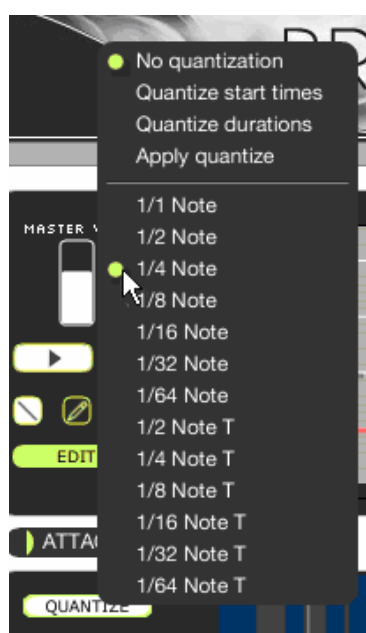 No quantization
Quantize start times
Quantize durations
Apply quantize
1/1 Note
MASTER
1/2 Note
1/4 Note
1/8 Note
1/16 Note
1/32 Note
1/64 Note
1/2 Note T
1/4 Note T
EDIT
1/8 Note T
1/16 Note T
1/32 Note T
1/64 Note T
QUANTIZE